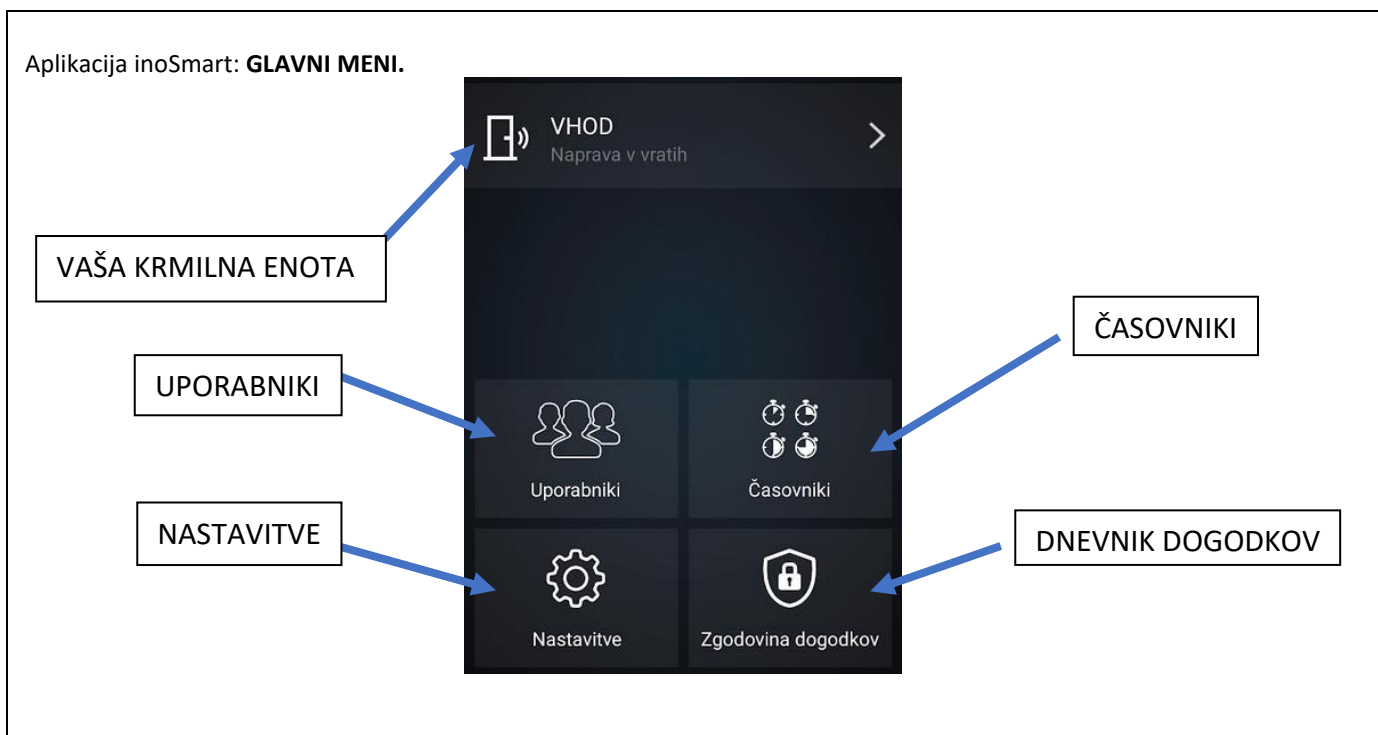 Aplikacija inoSmart: GLAVNI MENI.
VHOD
Naprava v vratih
VAŠA KRMILNA ENOTA
ČASOVNIKI
UPORABNIKI
Uporabniki
Časovniki
NASTAVITVE
DNEVNIK DOGODKOV
Nastavitve
Zgodovina dogodkov